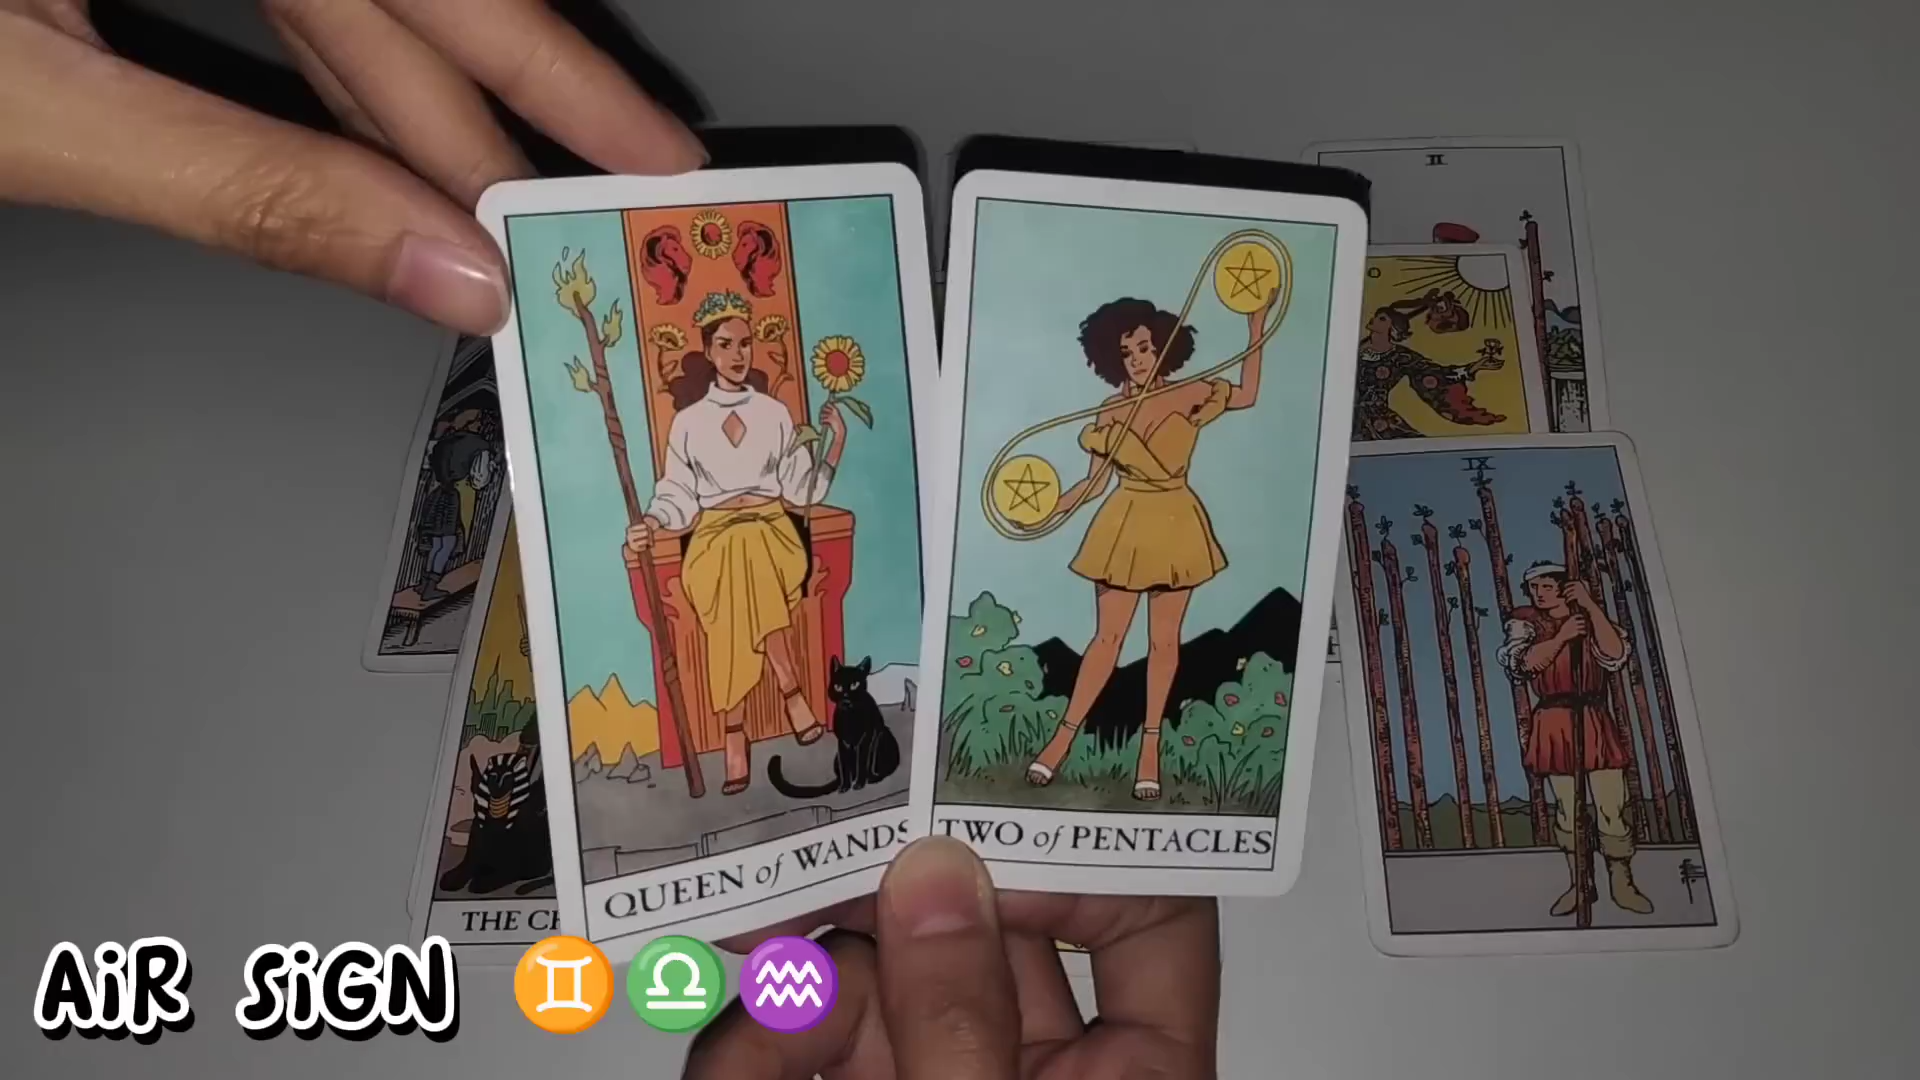 II
IX
QUEEN of WANDS
TWO of PENTACLES
THE CH
AiR SiGN ♊♎♒